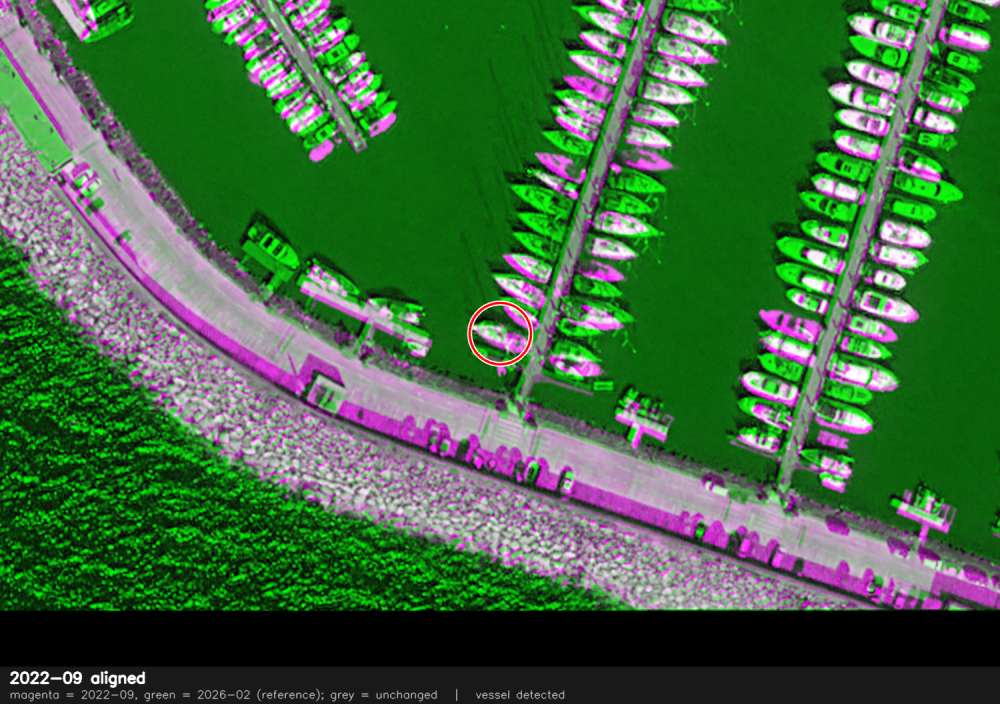 2022-09 aligned
magenta = 2022-09, green = 2026-02 (reference); grey = unchanged | vessel detected